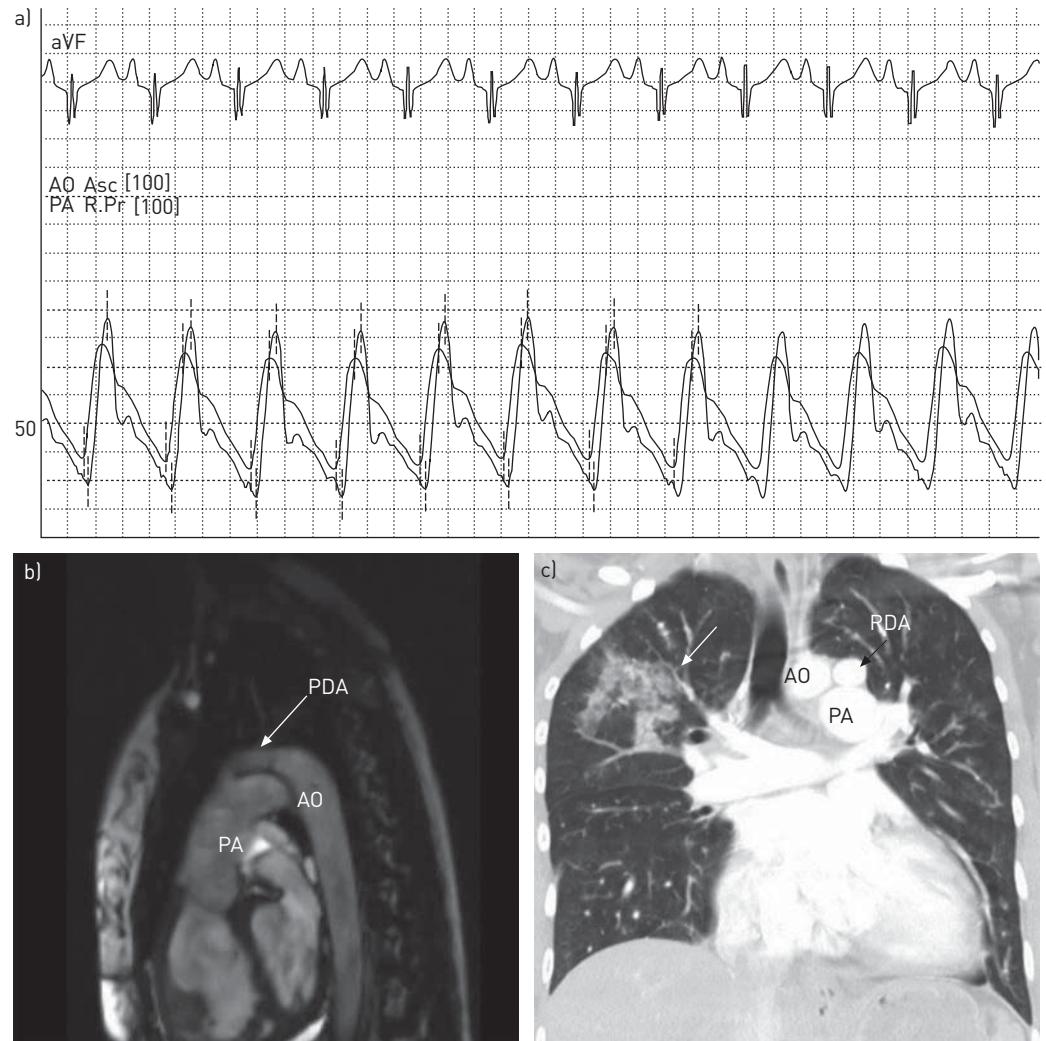 a)
aVF
AO Asc [100]
PA R.Pr [100]
50
b)
PDA
AO
PA
c)
RDA
AO
PA